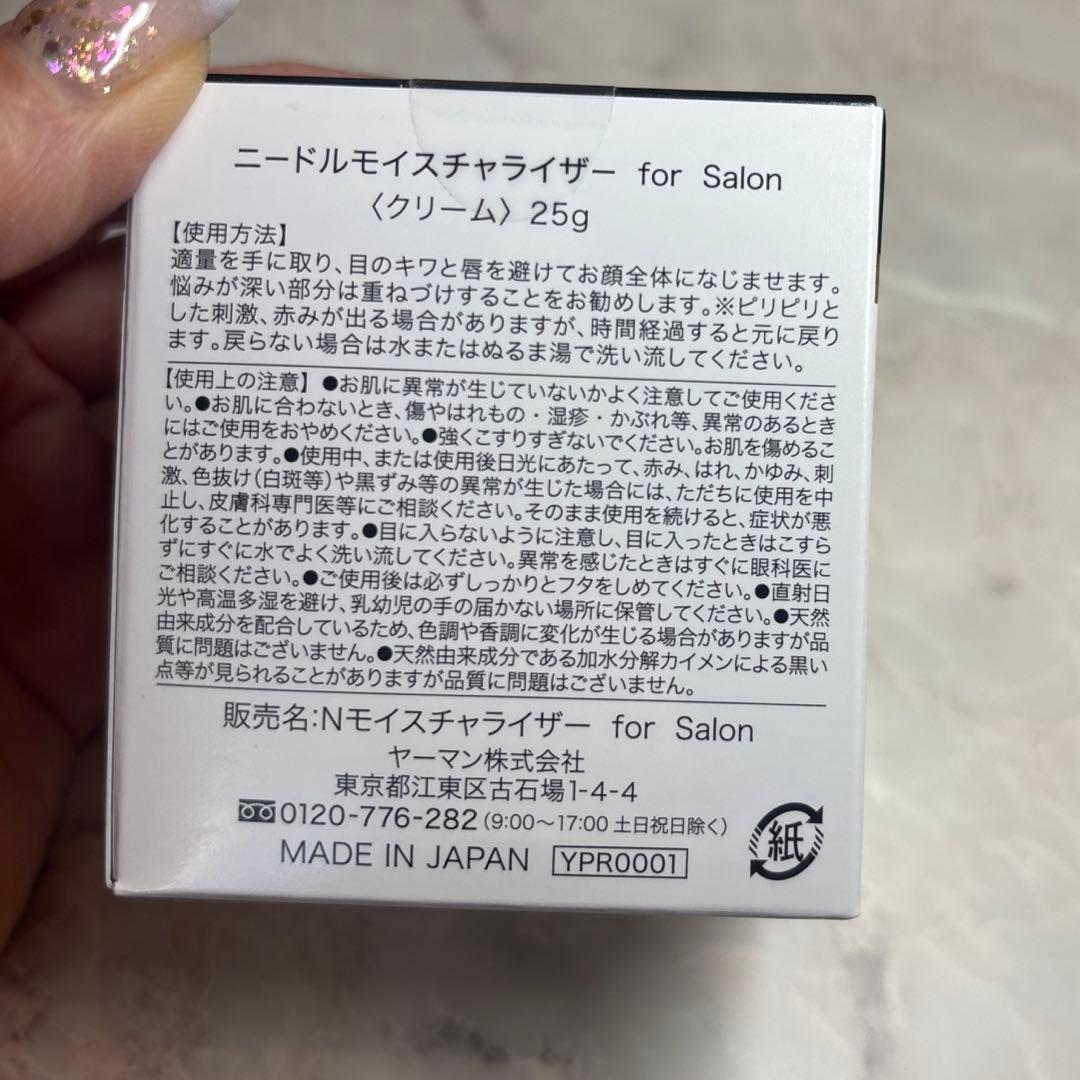 ニードルモイスチャライザー for Salon
〈クリーム〉25g
【使用方法】
適量を手に取り、目のキワと唇を避けてお顔全体になじませます。
悩みが深い部分は重ねづけすることをお勧めします。※ピリピリと
した刺激、赤みが出る場合がありますが、時間経過すると元に戻り
ます。戻らない場合は水またはぬるま湯で洗い流してください。
【使用上の注意】●お肌に異常が生じていないかよく注意してご使用くださ
い。●お肌に合わないとき、傷やはれもの・湿疹・かぶれ等、異常のあるとき
にはご使用をおやめください。●強くこすりすぎないでください。お肌を傷めるこ
とがあります。●使用中、または使用後日光にあたって、赤み、はれ、かゆみ、刺
激、色抜け(白斑等)や黒ずみ等の異常が生じた場合には、ただちに使用を中
止し、皮膚科専門医等にご相談ください。そのまま使用を続けると、症状が悪
化することがあります。●目に入らないように注意し、目に入ったときはこすら
ずにすぐに水でよく洗い流してください。異常を感じたときはすぐに眼科医に
ご相談ください。●ご使用後は必ずしっかりとフタをしめてください。●直射日
光や高温多湿を避け、乳幼児の手の届かない場所に保管してください。●天然
由来成分を配合しているため、色調や香調に変化が生じる場合がありますが品
質に問題はございません。●天然由来成分である加水分解カイメンによる黒い
点等が見られることがありますが品質に問題はございません。
販売名:Nモイスチャライザー for Salon
ヤーマン株式会社
東京都江東区古石場1-4-4
0120-776-282(9:00〜17:00 土日祝日除く)
MADE IN JAPAN YPR0001
紙